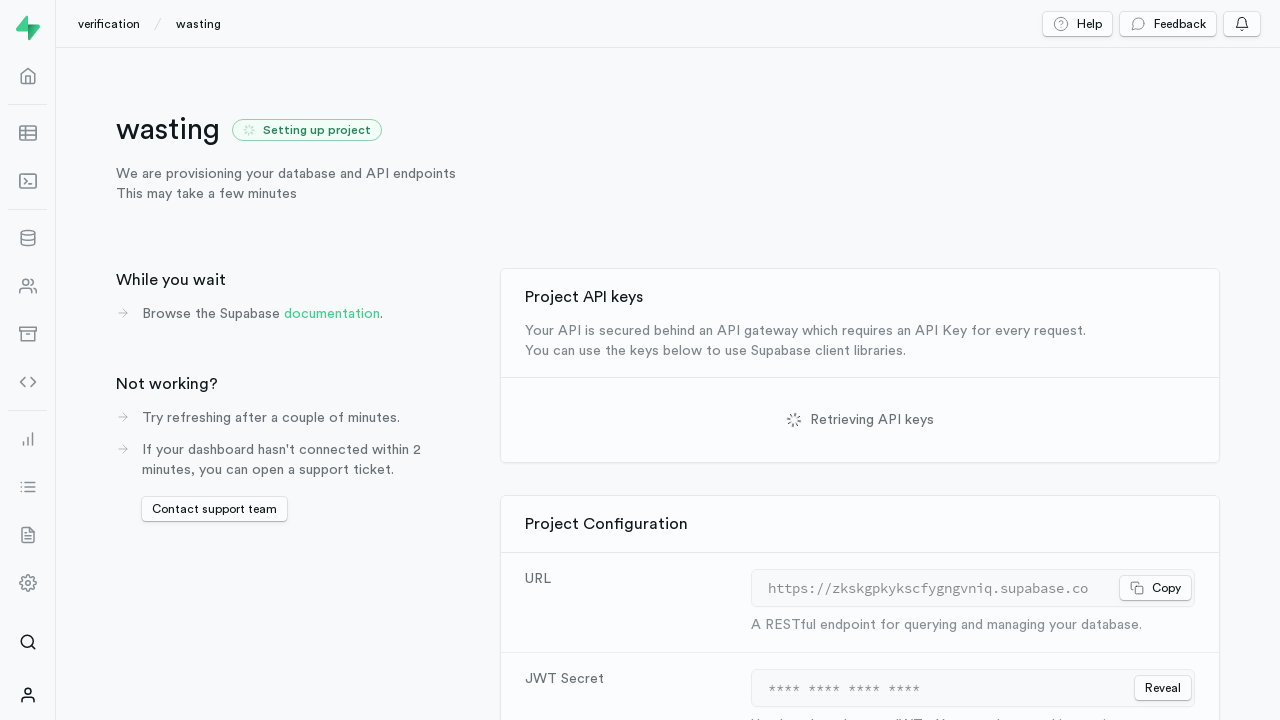 verification / wasting
Help
Feedback
wasting
Setting up project
We are provisioning your database and API endpoints
This may take a few minutes
While you wait
Browse the Supabase documentation.
Not working?
Try refreshing after a couple of minutes.
If your dashboard hasn't connected within 2
minutes, you can open a support ticket.
Contact support team
Project API keys
Your API is secured behind an API gateway which requires an API Key for every request.
You can use the keys below to use Supabase client libraries.
Retrieving API keys
Project Configuration
URL
https://zkskgpkykscfygngvniq.supabase.co
Copy
A RESTful endpoint for querying and managing your database.
JWT Secret
**** **** **** ****
Reveal